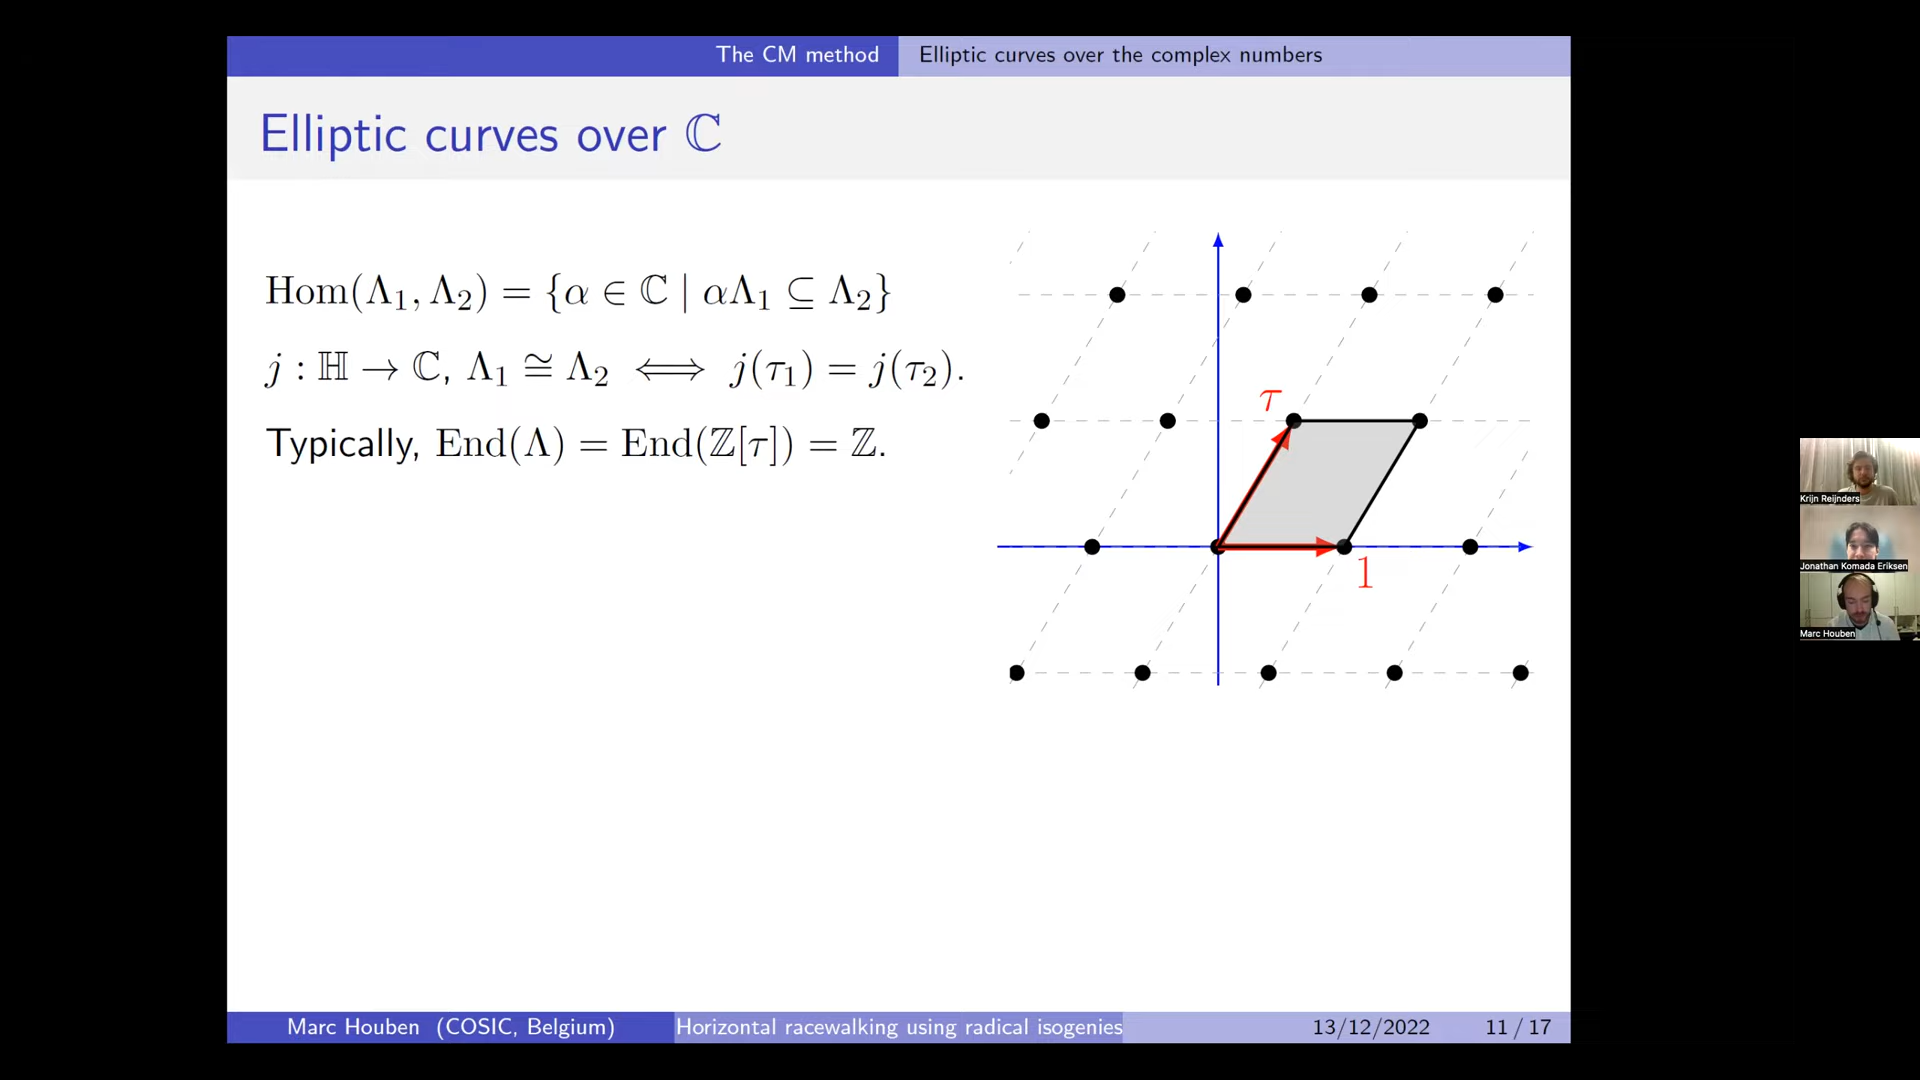 The CM method Elliptic curves over the complex numbers
Elliptic curves over ℂ
Hom(Λ₁, Λ₂) = {α ∈ ℂ | αΛ₁ ⊆ Λ₂}
j : ℍ → ℂ, Λ₁ ≅ Λ₂ ⟺ j(τ₁) = j(τ₂).
Typically, End(Λ) = End(ℤ[τ]) = ℤ.
τ
1
Krijn Reijnders
Jonathan Komada Eriksen
Marc Houben
Marc Houben (COSIC, Belgium) Horizontal racewalking using radical isogenies 13/12/2022 11 / 17